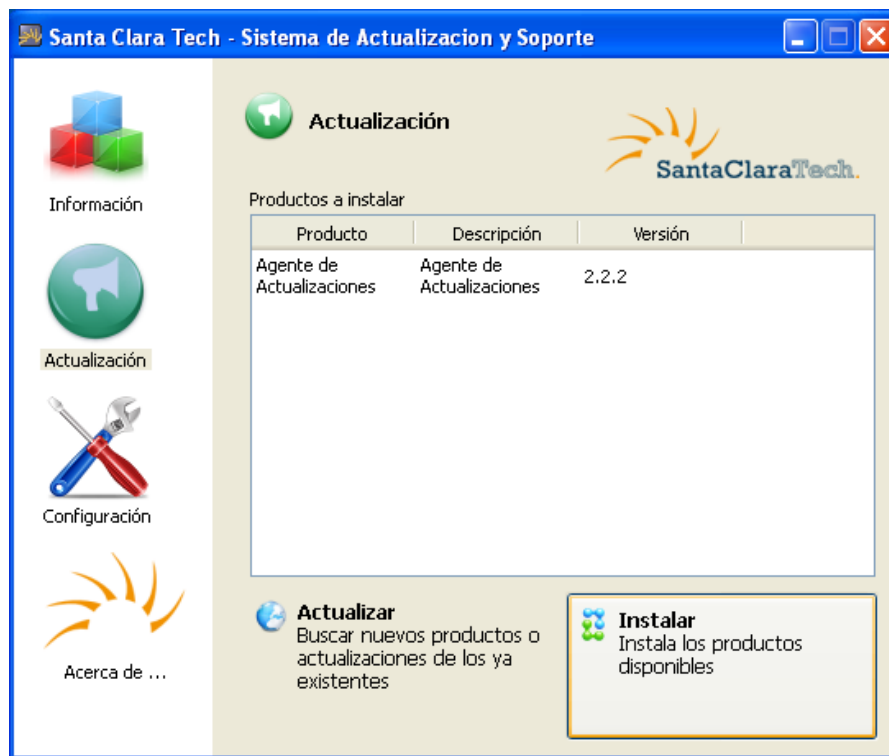 Santa Clara Tech - Sistema de Actualizacion y Soporte
Información
Actualización
Configuración
Acerca de ...
Actualización
SantaClaraTech.
Productos a instalar
Producto Descripción Versión
Agente de Agente de
Actualizaciones Actualizaciones 2.2.2
Actualizar
Buscar nuevos productos o
actualizaciones de los ya
existentes
Instalar
Instala los productos
disponibles